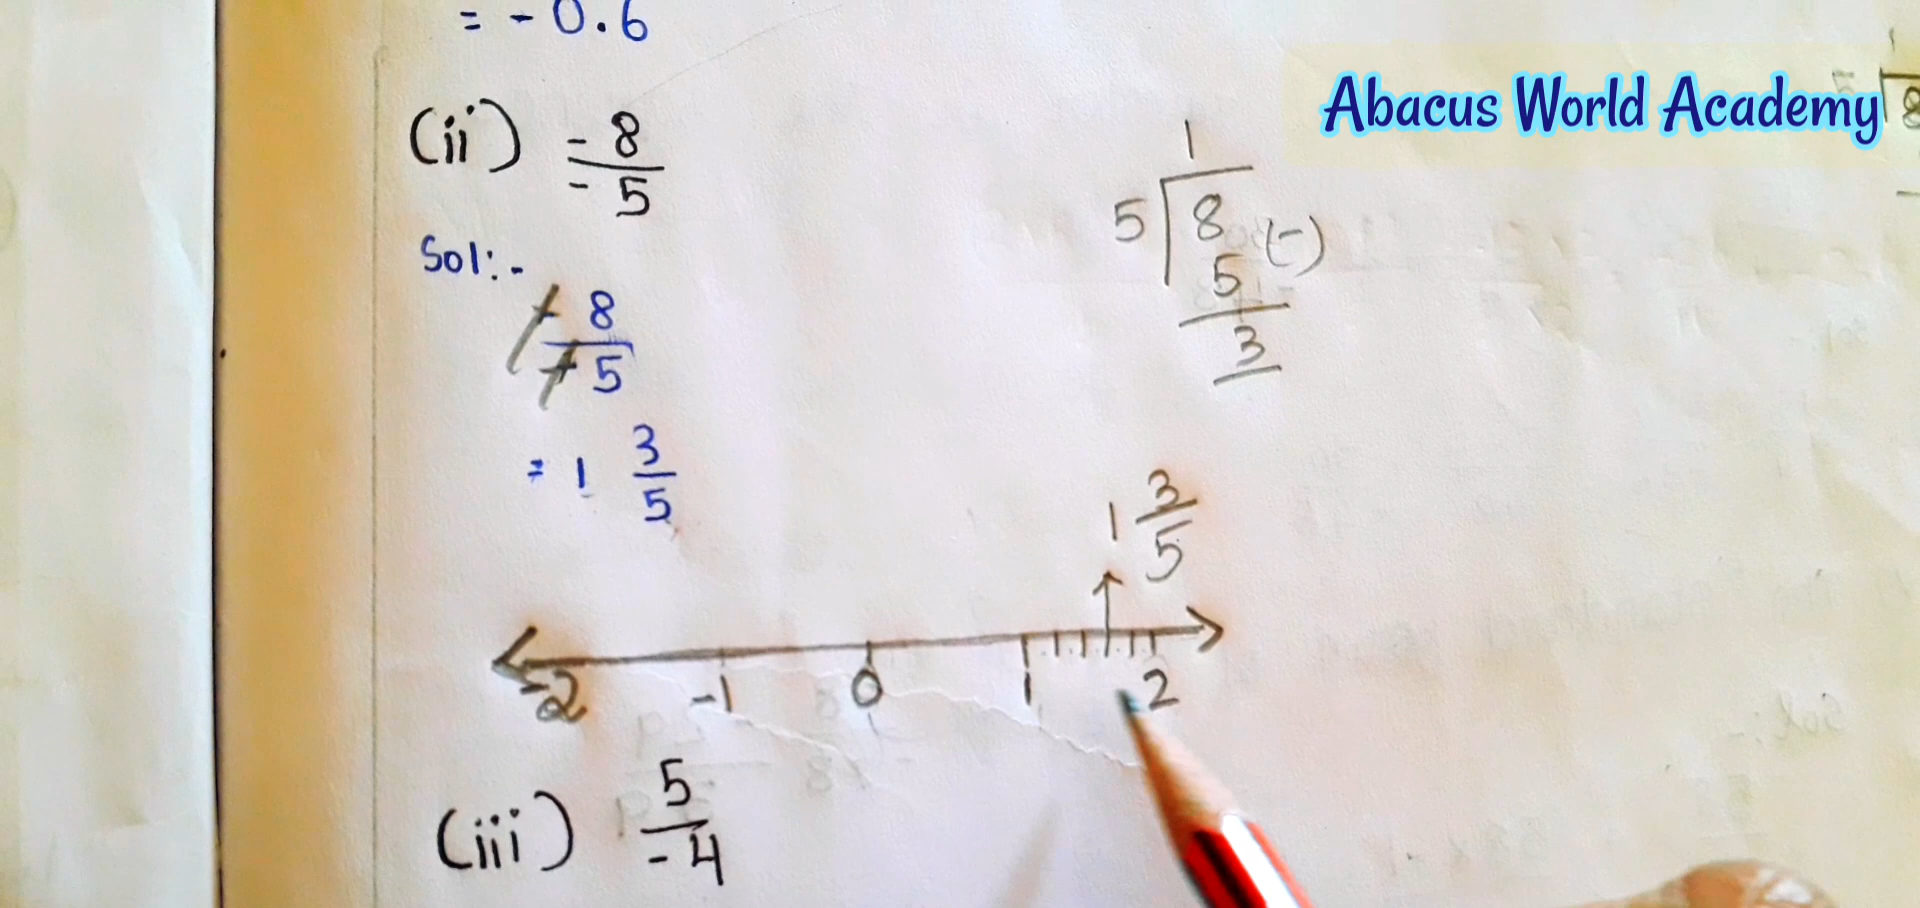 = - 0.6
Abacus World Academy
(ii) -8/-5
1
5 8 (-)
5
3
Sol:-
-8/-5
= 1 3/5
1 3/5
-2 -1 0 1 2
(iii) 5/-4